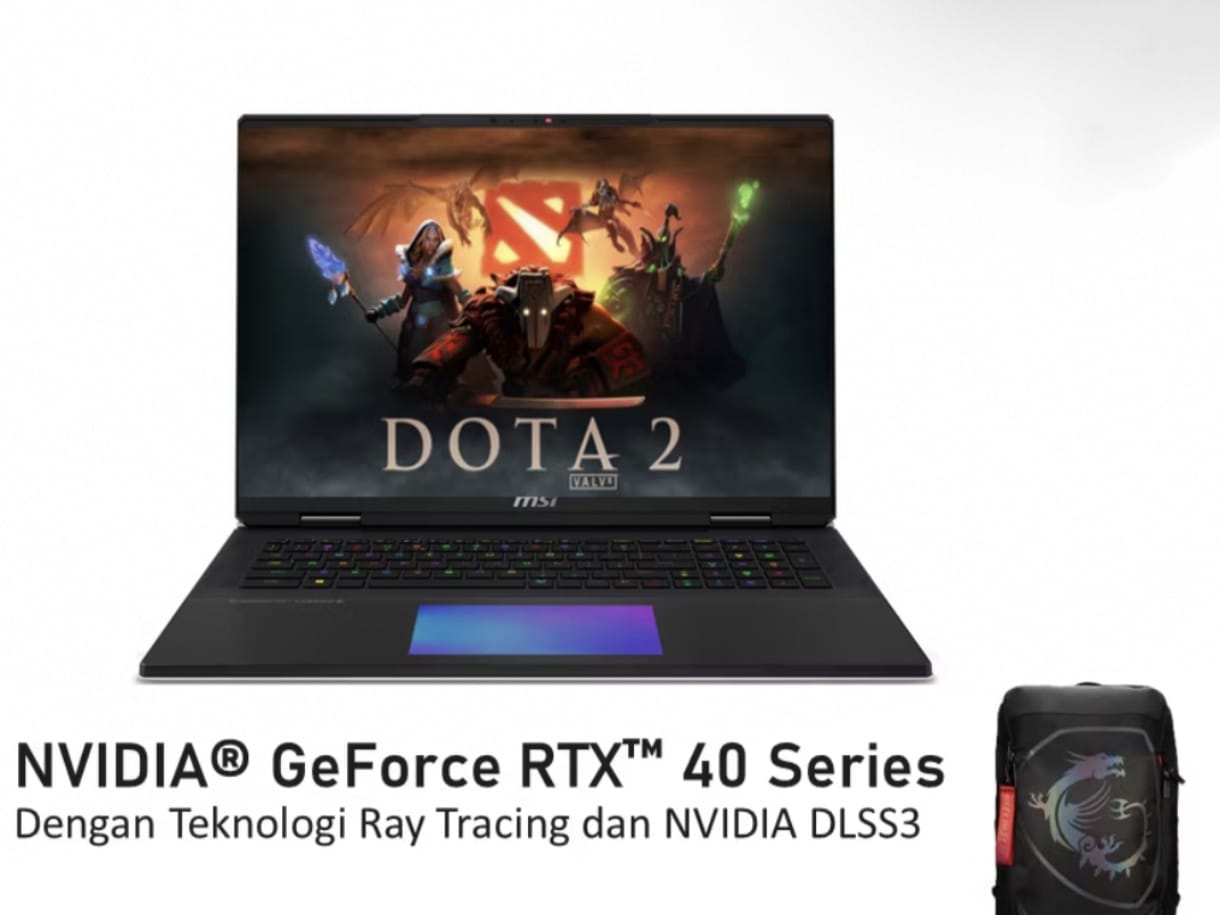 DOTA 2
VALVE
msi
NVIDIA® GeForce RTX™ 40 Series
Dengan Teknologi Ray Tracing dan NVIDIA DLSS3